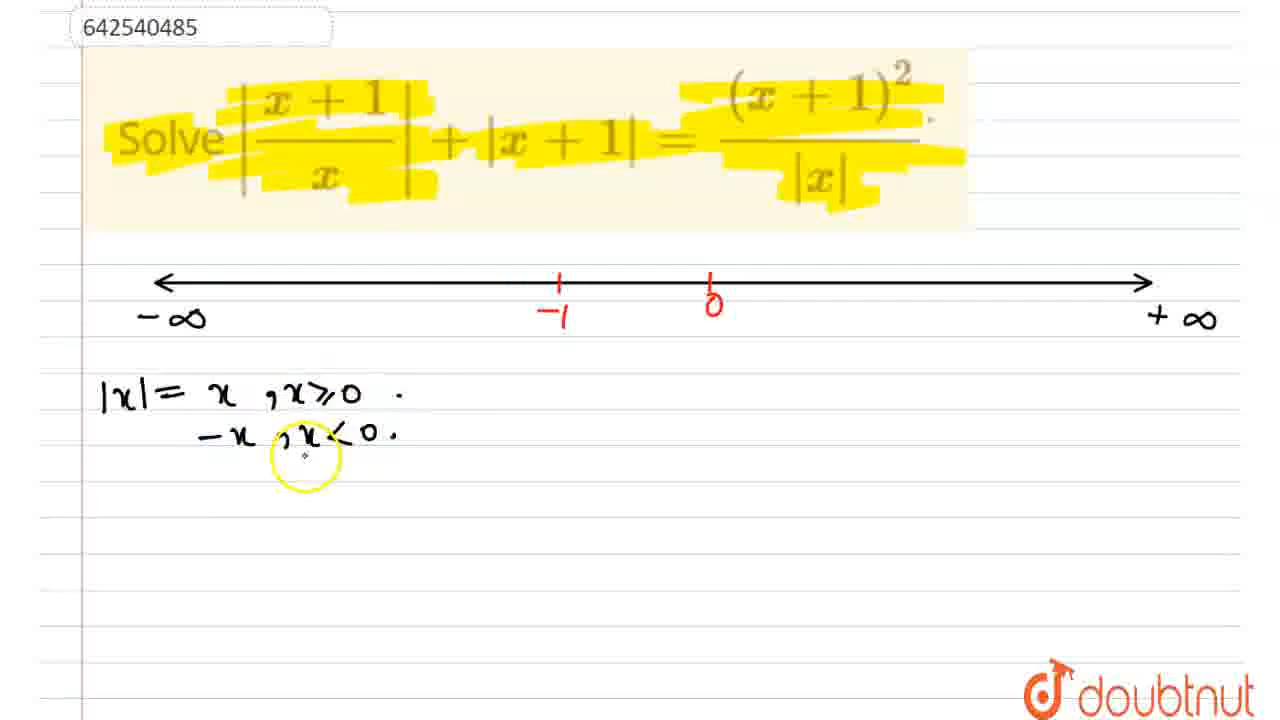 642540485
Solve |(x + 1)/x| + |x + 1| = (x + 1)²/|x|.
-∞ -1 0 +∞
|x| = x , x ⩾ 0 .
-x , x < 0 .
doubtnut